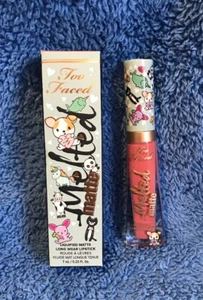 Too Faced
Melted
matte
LIQUIFIED MATTE
LONG WEAR LIPSTICK
ROUGE À LÈVRES
FLUIDE MAT LONGUE TENUE
7 ml / 0.23 fl. Oz.
Too Faced
Melted
matte